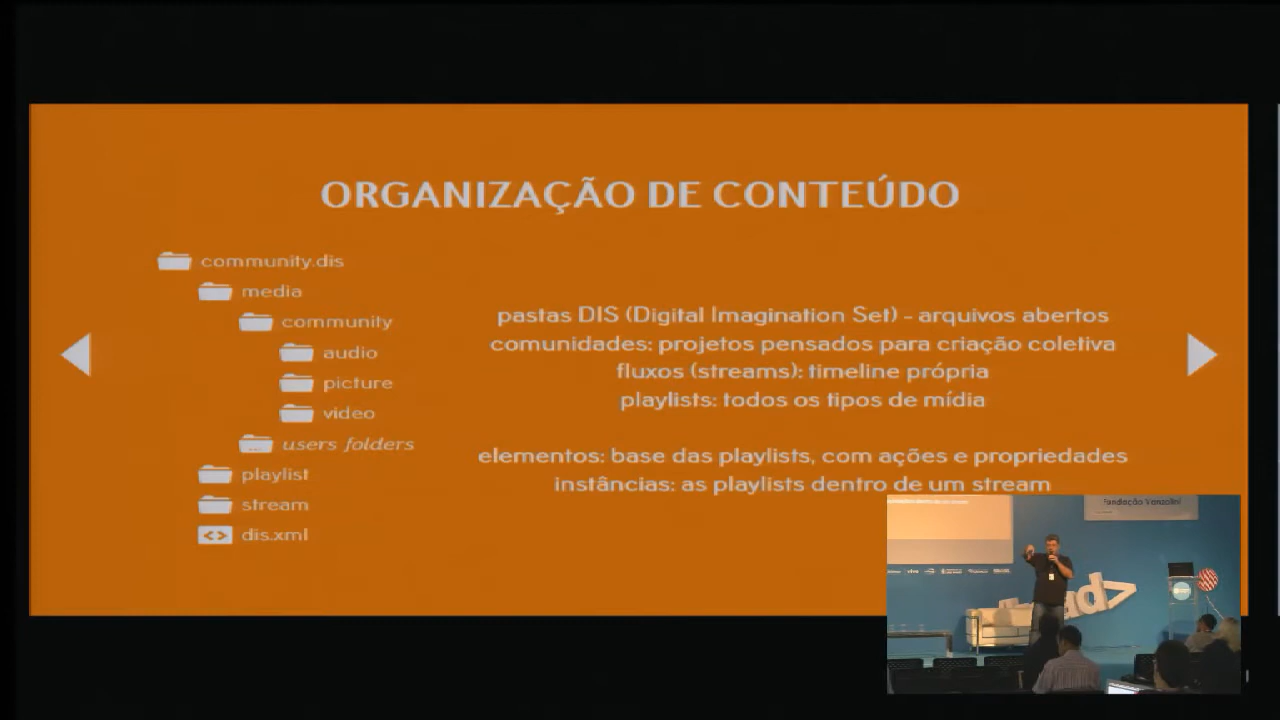 ORGANIZAÇÃO DE CONTEÚDO
community.dis
media
community
audio
picture
video
users folders
playlist
stream
dis.xml
pastas DIS (Digital Imagination Set) - arquivos abertos
comunidades: projetos pensados para criação coletiva
fluxos (streams): timeline própria
playlists: todos os tipos de mídia
elementos: base das playlists, com ações e propriedades
instâncias: as playlists dentro de um stream
Fundação Vanzolini